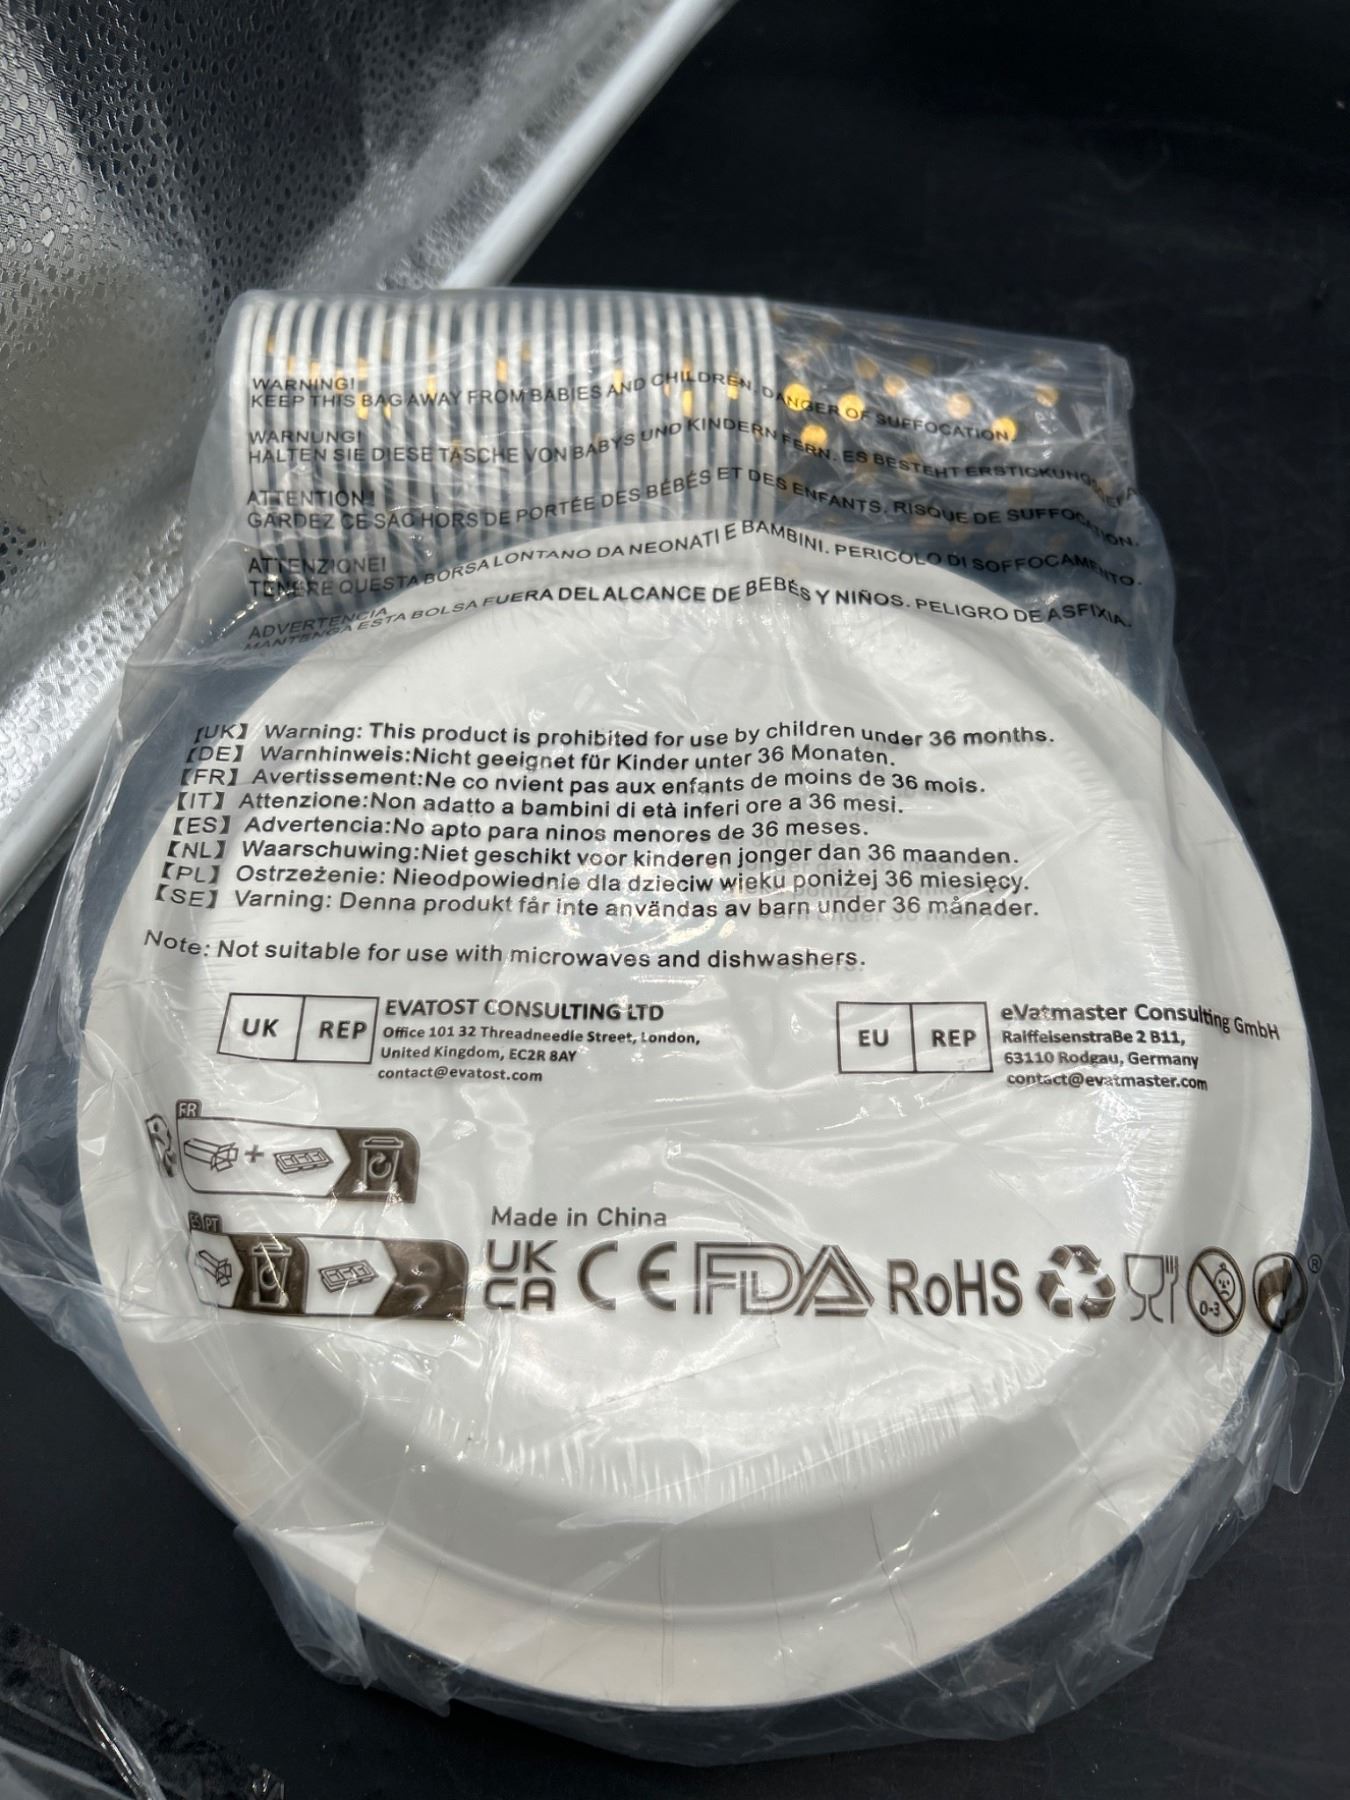 WARNING!
KEEP THIS BAG AWAY FROM BABIES AND CHILDREN. DANGER OF SUFFOCATION.
WARNUNG!
HALTEN SIE DIESE TASCHE VON BABYS UND KINDERN FERN. ES BESTEHT
ATTENTION!
GARDEZ CE SAC HORS DE PORTÉE DES BÉBÉS ET DES ENFANTS. RISQUE DE SUFFOCATION.
ATTENZIONE!
TENERE QUESTA BORSA LONTANO DA NEONATI E BAMBINI. PERICOLO DI SOFFOCAMENTO.
ADVERTENCIA
MANTENGA ESTA BOLSA FUERA DEL ALCANCE DE BEBÉS Y NIÑOS. PELIGRO DE ASFIXIA.
【UK】 Warning: This product is prohibited for use by children under 36 months.
【DE】 Warnhinweis:Nicht geeignet für Kinder unter 36 Monaten.
【FR】 Avertissement:Ne co nvient pas aux enfants de moins de 36 mois.
【IT】 Attenzione:Non adatto a bambini di età inferi ore a 36 mesi.
【ES】 Advertencia:No apto para ninos menores de 36 meses.
【NL】 Waarschuwing:Niet geschikt voor kinderen jonger dan 36 maanden.
【PL】 Ostrzeżenie: Nieodpowiednie dla dzieciw wieku poniżej 36 miesięcy.
【SE】 Varning: Denna produkt får inte användas av barn under 36 månader.
Note: Not suitable for use with microwaves and dishwashers.
UK REP
EVATOST CONSULTING LTD
Office 101 32 Threadneedle Street, London,
United Kingdom, EC2R 8AY
contact@evatost.com
EU REP
eVatmaster Consulting GmbH
RaiffeisenstraBe 2 B11,
63110 Rodgau, Germany
contact@evatmaster.com
FR
+
ES PT
Made in China
UK
CA CE FDA RoHS 0-3 ®